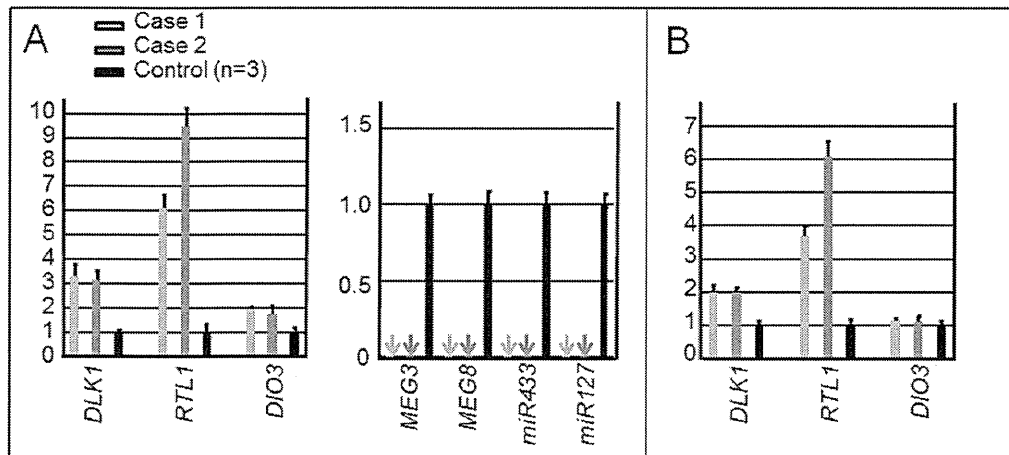 A
Case 1
Case 2
Control (n=3)
10
9
8
7
6
5
4
3
2
1
0
DLK1
RTL1
DIO3
1.5
1.0
0.5
0
MEG3
MEG8
miR433
miR127
B
7
6
5
4
3
2
1
0
DLK1
RTL1
DIO3